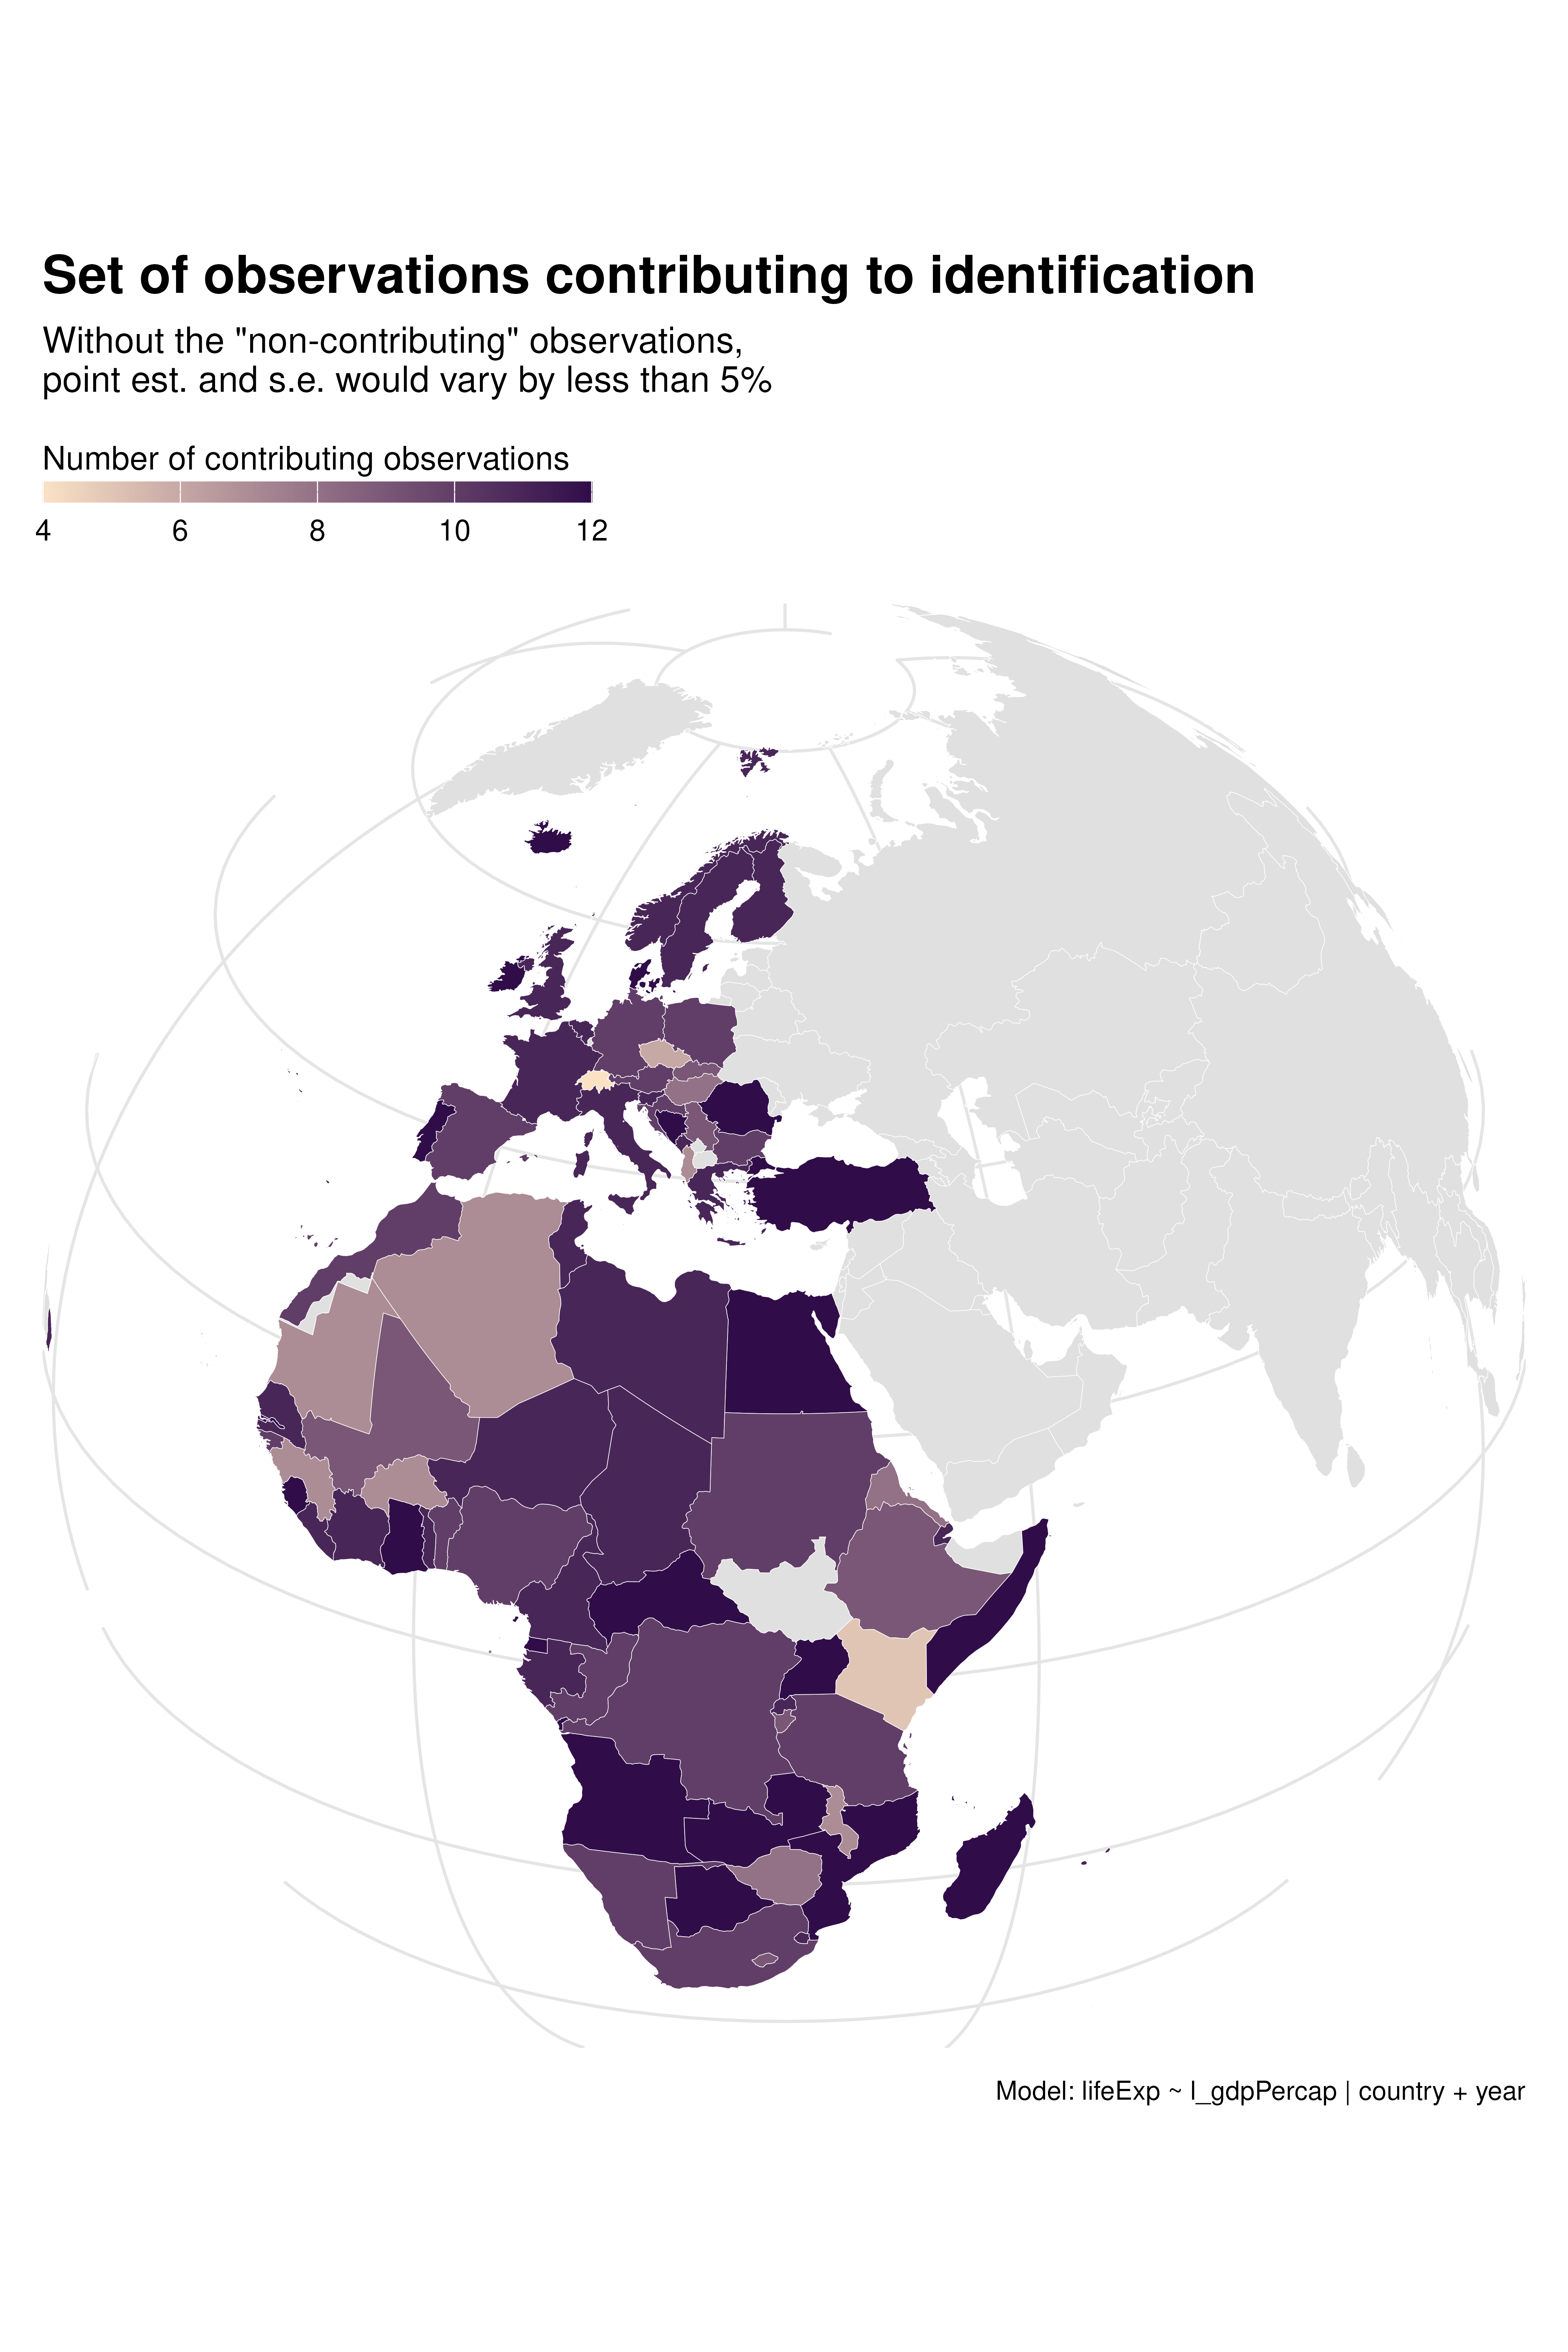 Set of observations contributing to identification
Without the "non-contributing" observations,
point est. and s.e. would vary by less than 5%
Number of contributing observations
4 6 8 10 12
Model: lifeExp ~ l_gdpPercap | country + year